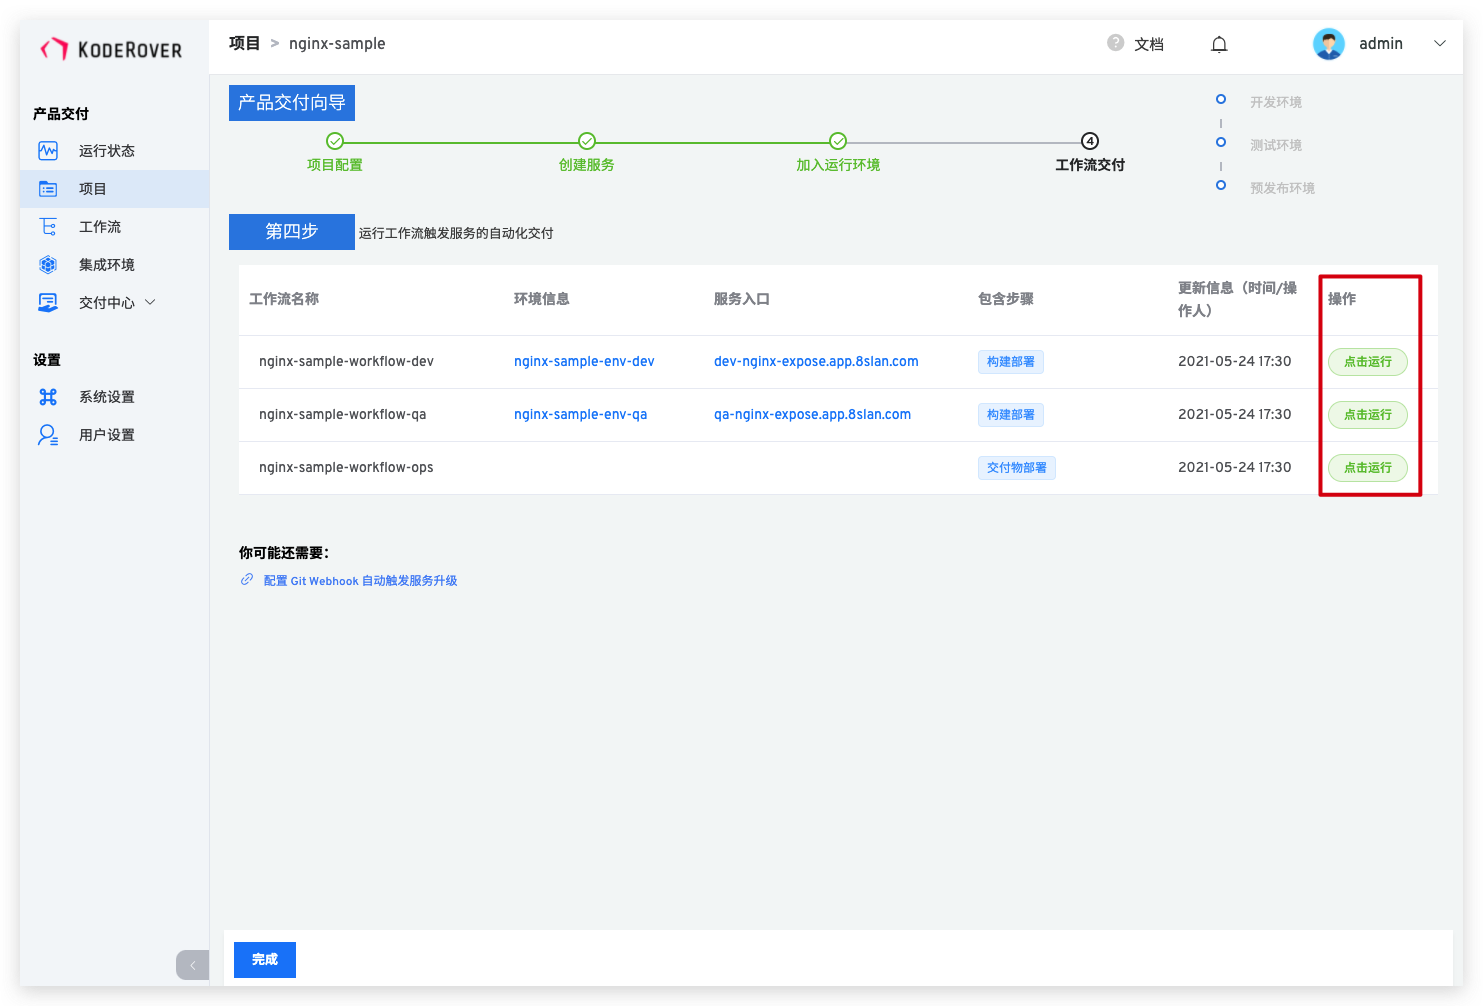 KODEROVER
项目 > nginx-sample
? 文档
admin
产品交付
运行状态
项目
工作流
集成环境
交付中心
设置
系统设置
用户设置
产品交付向导
项目配置
创建服务
加入运行环境
4
工作流交付
开发环境
测试环境
预发布环境
第四步 运行工作流触发服务的自动化交付
工作流名称 环境信息 服务入口 包含步骤 更新信息（时间/操
作人） 操作
nginx-sample-workflow-dev nginx-sample-env-dev dev-nginx-expose.app.8slan.com 构建部署 2021-05-24 17:30 点击运行
nginx-sample-workflow-qa nginx-sample-env-qa qa-nginx-expose.app.8slan.com 构建部署 2021-05-24 17:30 点击运行
nginx-sample-workflow-ops 交付物部署 2021-05-24 17:30 点击运行
你可能还需要：
配置 Git Webhook 自动触发服务升级
完成